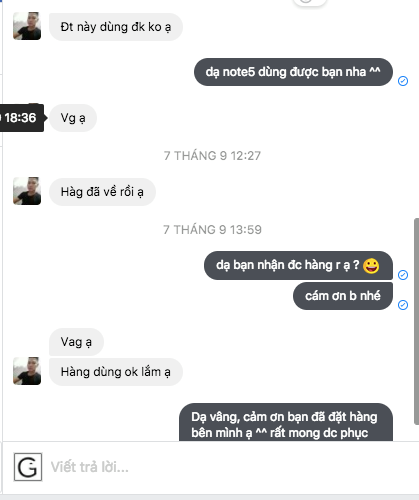 Đt này dùng đk ko ạ
dạ note5 dùng được bạn nha ^^
18:36
Vg ạ
7 THÁNG 9 12:27
Hàg đã về rồi ạ
7 THÁNG 9 13:59
dạ bạn nhận đc hàng r ạ ? 😀
cám ơn b nhé
Vag ạ
Hàng dùng ok lắm ạ
Dạ vâng, cảm ơn bạn đã đặt hàng
bên mình ạ ^^ rất mong dc phục
G
Viết trả lời...